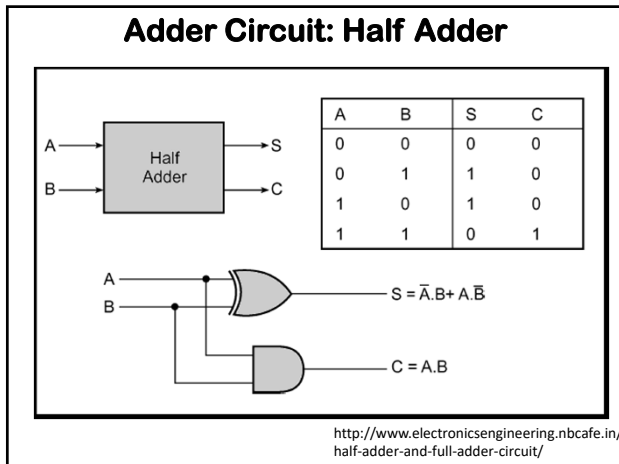 Adder Circuit: Half Adder
A
B
Half
Adder
S
C
A B S C
0 0 0 0
0 1 1 0
1 0 1 0
1 1 0 1
A
B
S = A̅.B+ A.B̅
C = A.B
http://www.electronicsengineering.nbcafe.in/
half-adder-and-full-adder-circuit/